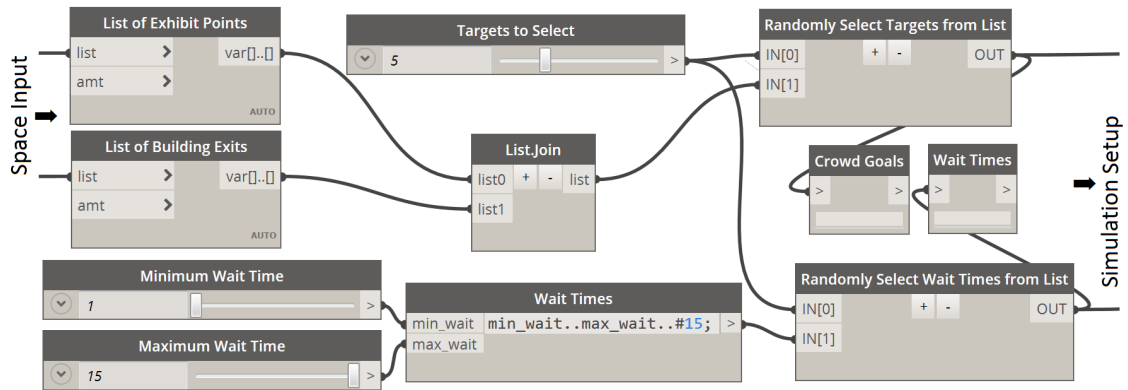 Space Input
List of Exhibit Points
list > var[]..[]
amt >
AUTO
List of Building Exits
list > var[]..[]
amt >
AUTO
Targets to Select
5 >
List.Join
list0 + - list
list1
Randomly Select Targets from List
IN[0] + - OUT
IN[1]
Crowd Goals
> >
Wait Times
> >
Minimum Wait Time
1 >
Maximum Wait Time
15 >
Wait Times
min_wait min_wait..max_wait..#15; >
max_wait
Randomly Select Wait Times from List
IN[0] + - OUT
IN[1]
Simulation Setup